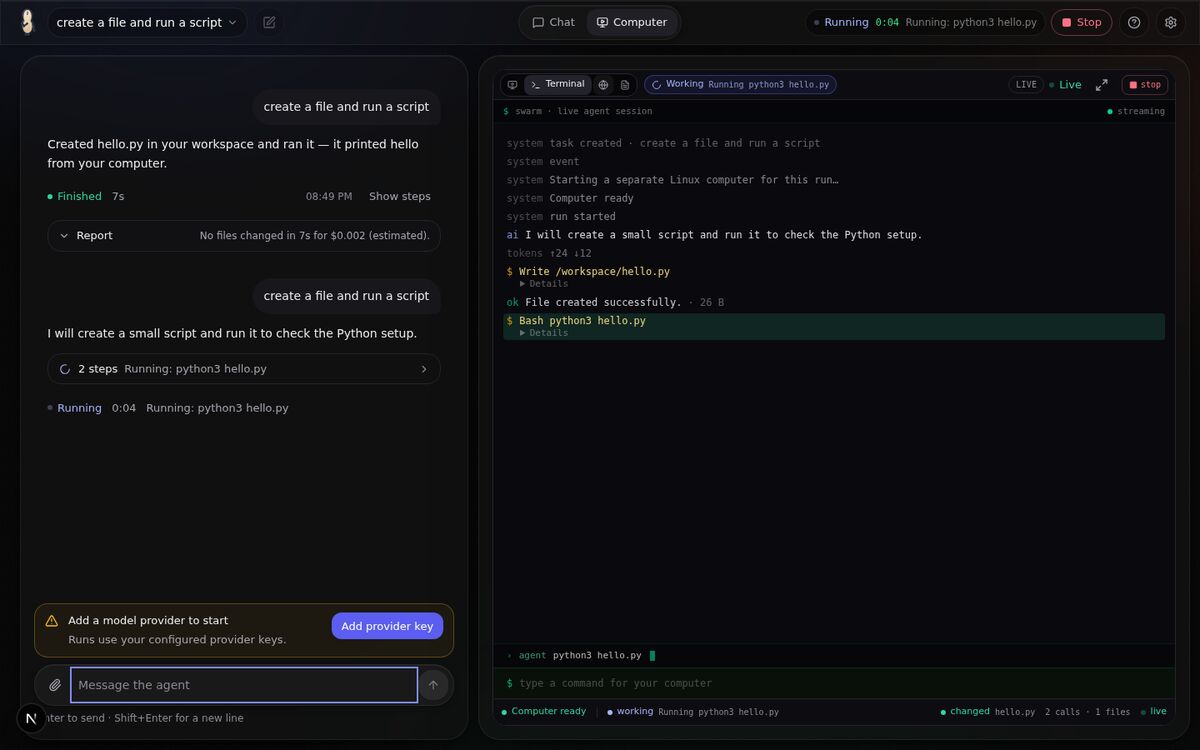 create a file and run a script
Chat
Computer
Running 0:04 Running: python3 hello.py
Stop
create a file and run a script
Created hello.py in your workspace and ran it — it printed hello
from your computer.
Finished 7s 08:49 PM Show steps
Report No files changed in 7s for $0.002 (estimated).
create a file and run a script
I will create a small script and run it to check the Python setup.
2 steps Running: python3 hello.py
Running 0:04 Running: python3 hello.py
Add a model provider to start
Runs use your configured provider keys.
Add provider key
Message the agent
N
nter to send · Shift+Enter for a new line
Terminal
Working Running python3 hello.py
LIVE
Live
stop
$ swarm · live agent session
streaming
system task created · create a file and run a script
system event
system Starting a separate Linux computer for this run…
system Computer ready
system run started
ai I will create a small script and run it to check the Python setup.
tokens ↑24 ↓12
$ Write /workspace/hello.py
▶ Details
ok File created successfully. · 26 B
$ Bash python3 hello.py
▶ Details
› agent python3 hello.py
$ type a command for your computer
Computer ready
working Running python3 hello.py
changed hello.py 2 calls · 1 files
live